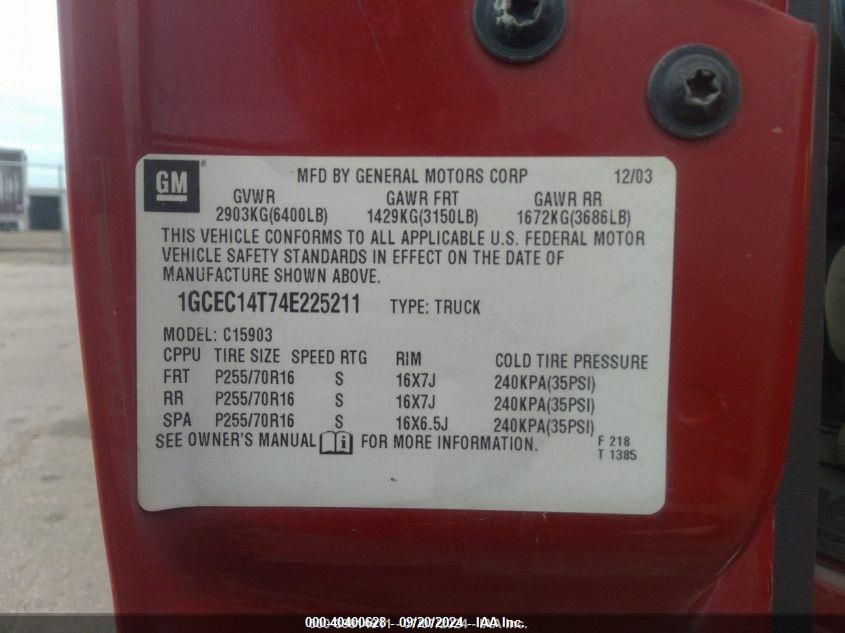 GM
MFD BY GENERAL MOTORS CORP 12/03
GVWR GAWR FRT GAWR RR
2903KG(6400LB) 1429KG(3150LB) 1672KG(3686LB)
THIS VEHICLE CONFORMS TO ALL APPLICABLE U.S. FEDERAL MOTOR
VEHICLE SAFETY STANDARDS IN EFFECT ON THE DATE OF
MANUFACTURE SHOWN ABOVE.
1GCEC14T74E225211 TYPE: TRUCK
MODEL: C15903
CPPU TIRE SIZE SPEED RTG RIM COLD TIRE PRESSURE
FRT P255/70R16 S 16X7J 240KPA(35PSI)
RR P255/70R16 S 16X7J 240KPA(35PSI)
SPA P255/70R16 S 16X6.5J 240KPA(35PSI)
SEE OWNER'S MANUAL FOR MORE INFORMATION. F 218
T 1385
000-40400628 - 09/20/2024 - IAA Inc.